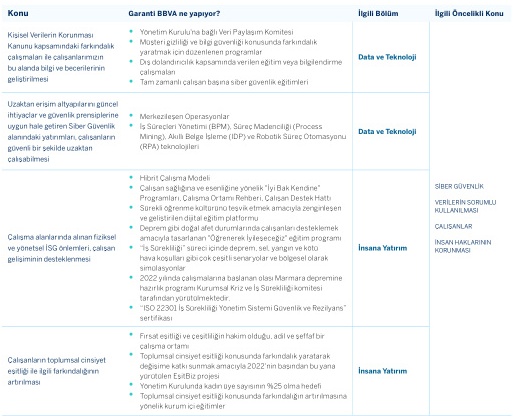 Konu
Garanti BBVA ne yapıyor?
İlgili Bölüm
İlgili Öncelikli Konu
Kişisel Verilerin Korunması
Kanunu kapsamındaki farkındalık
çalışmaları ile çalışanlarımızın
bu alanda bilgi ve becerilerinin
geliştirilmesi
Yönetim Kurulu'na bağlı Veri Paylaşım Komitesi
Müşteri gizliliği ve bilgi güvenliği konusunda farkındalık
yaratmak için düzenlenen programlar
Dış dolandırıcılık kapsamında verilen eğitim veya bilgilendirme
çalışmaları
Tam zamanlı çalışan başına siber güvenlik eğitimleri
Data ve Teknoloji
Uzaktan erişim altyapılarını güncel
ihtiyaçlar ve güvenlik prensiplerine
uygun hale getiren Siber Güvenlik
alanındaki yatırımları, çalışanların
güvenli bir şekilde uzaktan
çalışabilmesi
Merkezileşen Operasyonlar
İş Süreçleri Yönetimi (BPM), Süreç Madenciliği (Process
Mining), Akıllı Belge İşleme (IDP) ve Robotik Süreç Otomasyonu
(RPA) teknolojileri
Data ve Teknoloji
Çalışma alanlarında alınan fiziksel
ve yönetsel İSG önlemleri, çalışan
gelişiminin desteklenmesi
Hibrit Çalışma Modeli
Çalışan sağlığına ve esenliğine yönelik "İyi Bak Kendine"
Programları, Çalışma Ortamı Rehberi, Çalışan Destek Hattı
Sürekli öğrenme kültürünü teşvik etmek amacıyla zenginleşen
ve geliştirilen dijital eğitim platformu
Deprem gibi doğal afet durumlarında çalışanları desteklemek
amacıyla tasarlanan "Öğrenerek İyileşeceğiz" eğitim programı
"İş Sürekliliği" süreci içinde deprem, sel, yangın ve kötü
hava koşulları gibi çok çeşitli senaryolar ve bölgesel olarak
simülasyonlar
2022 yılında çalışmalarına başlanan olası Marmara depremine
hazırlık programı Kurumsal Kriz ve İş Sürekliliği komitesi
tarafından yürütülmektedir.
"ISO 22301 İş Sürekliliği Yönetim Sistemi Güvenlik ve Rezilyans"
sertifikası
İnsana Yatırım
SİBER GÜVENLİK
VERİLERİN SORUMLU
KULLANILMASI
ÇALIŞANLAR
İNSAN HAKLARININ
KORUNMASI
Çalışanların toplumsal cinsiyet
eşitliği ile ilgili farkındalığının
artırılması
Fırsat eşitliği ve çeşitliliğin hakim olduğu, adil ve şeffaf bir
çalışma ortamı
Toplumsal cinsiyet eşitliği konusunda farkındalık yaratarak
değişime katkı sunmak amacıyla 2022'nin başından bu yana
yürütülen EşitBiz projesi
Yönetim Kurulunda kadın üye sayısının %25 olma hedefi
Toplumsal cinsiyet eşitliği konusunda farkındalığın artırılmasına
yönelik kurum içi eğitimler
İnsana Yatırım